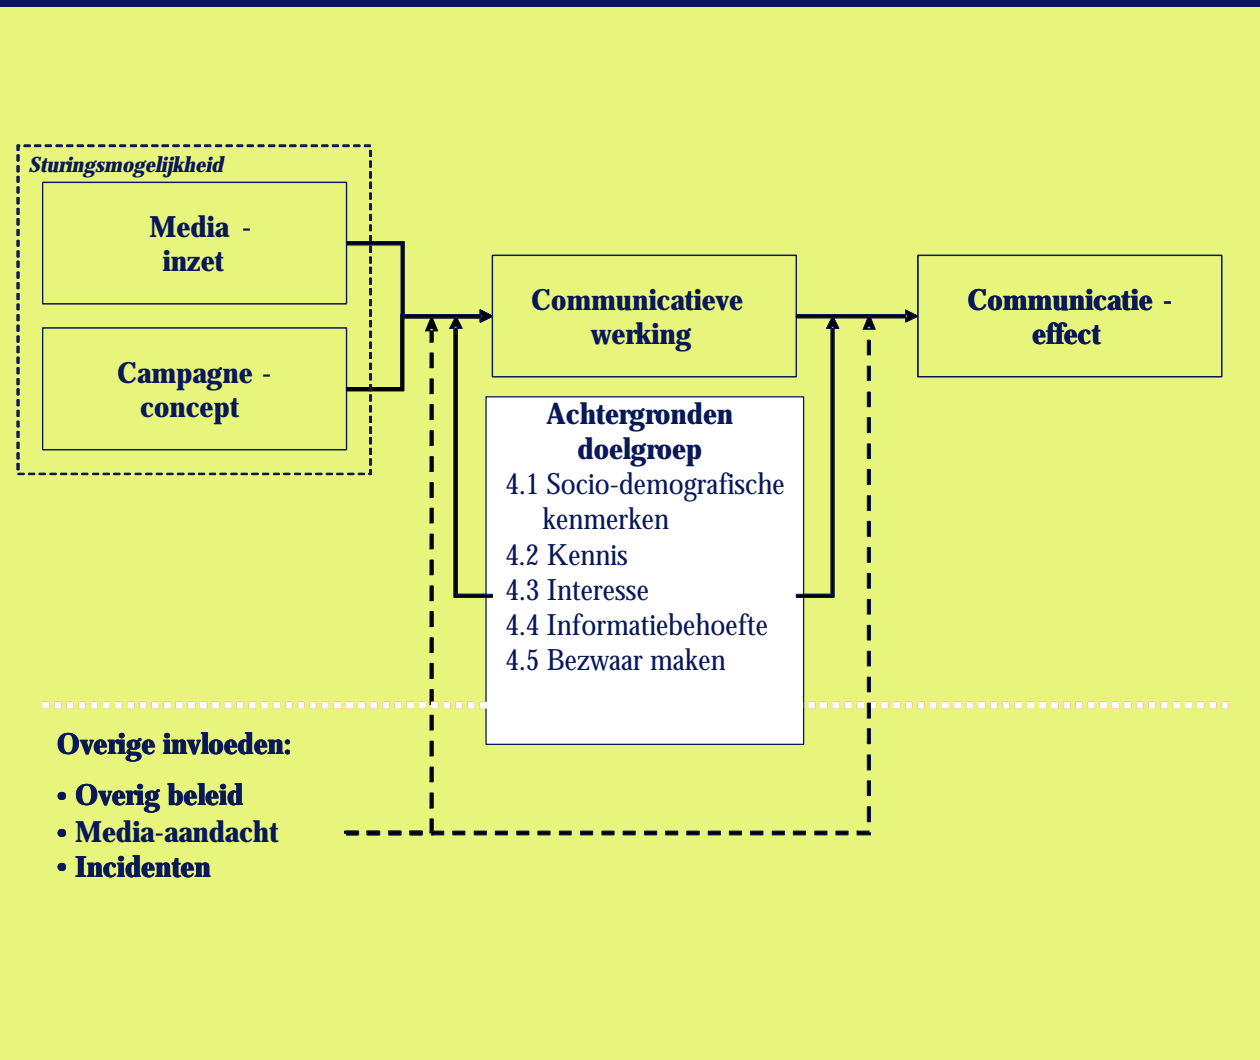 Sturingsmogelijkheid
Media -
inzet
Campagne -
concept
Communicatieve
werking
Communicatie -
effect
Achtergronden
doelgroep
4.1 Socio-demografische
kenmerken
4.2 Kennis
4.3 Interesse
4.4 Informatiebehoefte
4.5 Bezwaar maken
Overige invloeden:
• Overig beleid
• Media-aandacht
• Incidenten